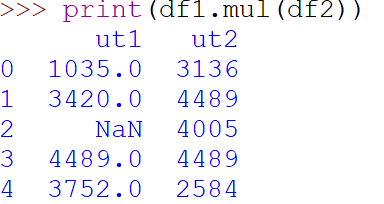 >>> print(df1.mul(df2))
      ut1   ut2
0  1035.0  3136
1  3420.0  4489
2     NaN  4005
3  4489.0  4489
4  3752.0  2584